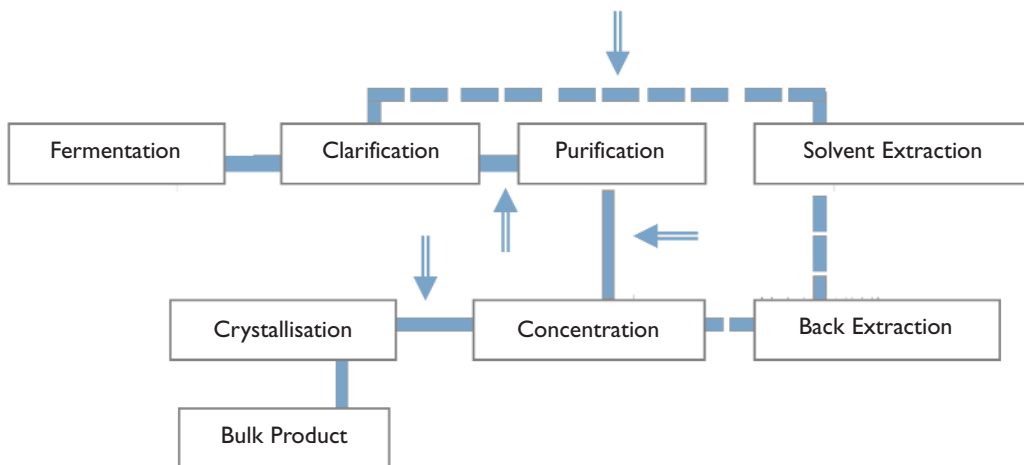 Fermentation
Clarification
Purification
Solvent Extraction
Crystallisation
Concentration
Back Extraction
Bulk Product